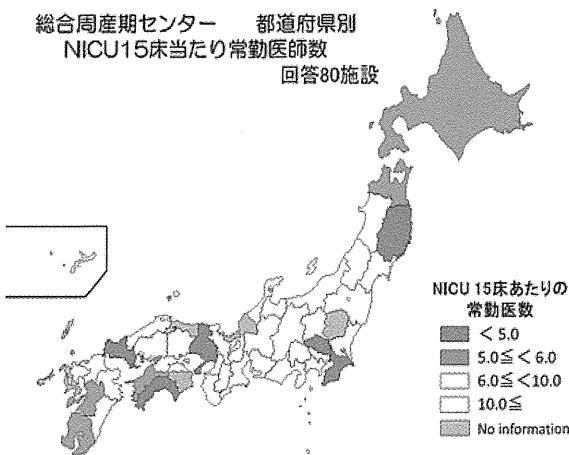 総合周産期センター　都道府県別
NICU15床当たり常勤医師数
回答80施設
NICU 15床あたりの
常勤医数
< 5.0
5.0≦ < 6.0
6.0≦ < 10.0
10.0≦
No information